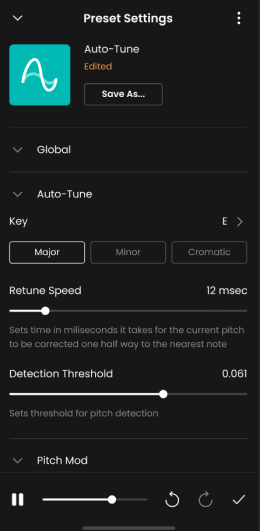 Preset Settings
Auto-Tune
Edited
Save As...
Global
Auto-Tune
Key
E
Major
Minor
Cromatic
Retune Speed
12 msec
Sets time in miliseconds it takes for the current pitch
to be corrected one half way to the nearest note
Detection Threshold
0.061
Sets threshold for pitch detection
Pitch Mod